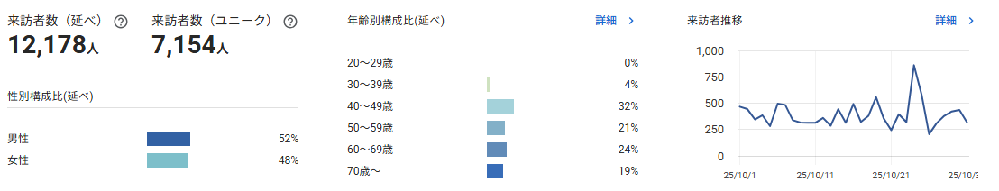 来訪者数（延べ） ?
12,178人
来訪者数（ユニーク） ?
7,154人
性別構成比(延べ)
男性 52%
女性 48%
年齢別構成比(延べ) 詳細
20～29歳 0%
30～39歳 4%
40～49歳 32%
50～59歳 21%
60～69歳 24%
70歳～ 19%
来訪者推移 詳細
1,000
750
500
250
0
25/10/1 25/10/11 25/10/21 25/10/3